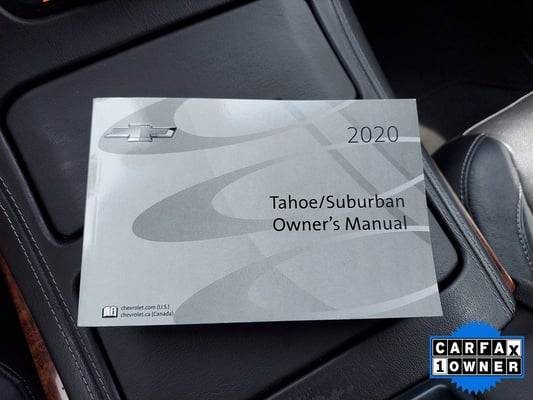 2020
Tahoe/Suburban
Owner's Manual
chevrolet.com (U.S.)
chevrolet.ca (Canada)
CARFAX
1 OWNER